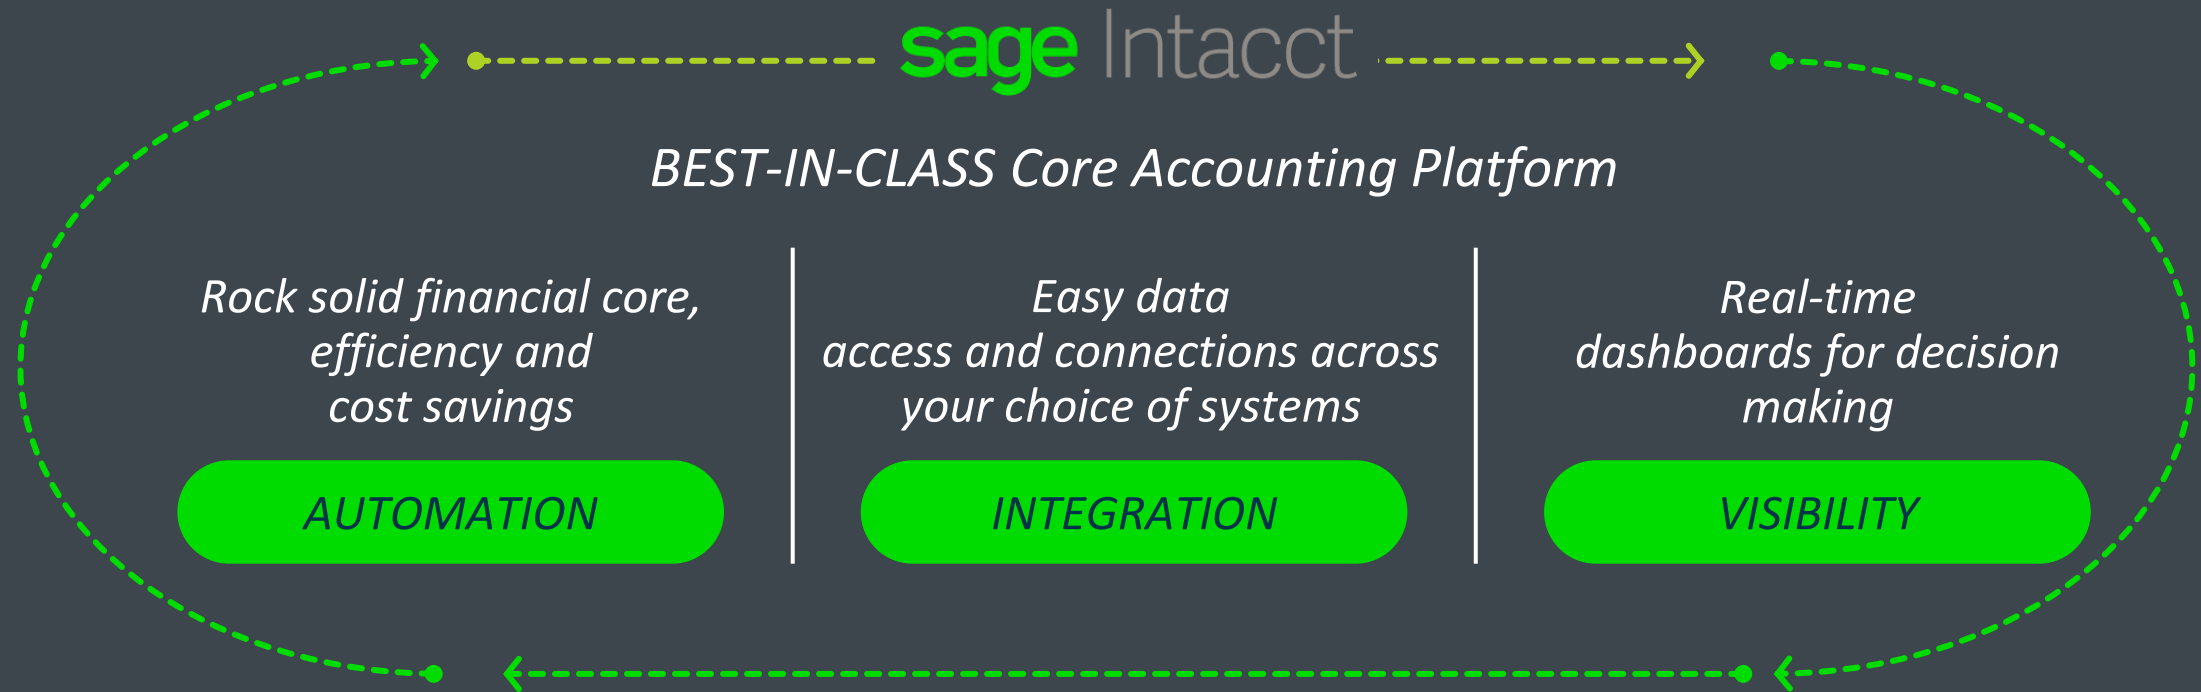 sage Intacct
BEST-IN-CLASS Core Accounting Platform
Rock solid financial core,
efficiency and
cost savings
AUTOMATION
Easy data
access and connections across
your choice of systems
INTEGRATION
Real-time
dashboards for decision
making
VISIBILITY